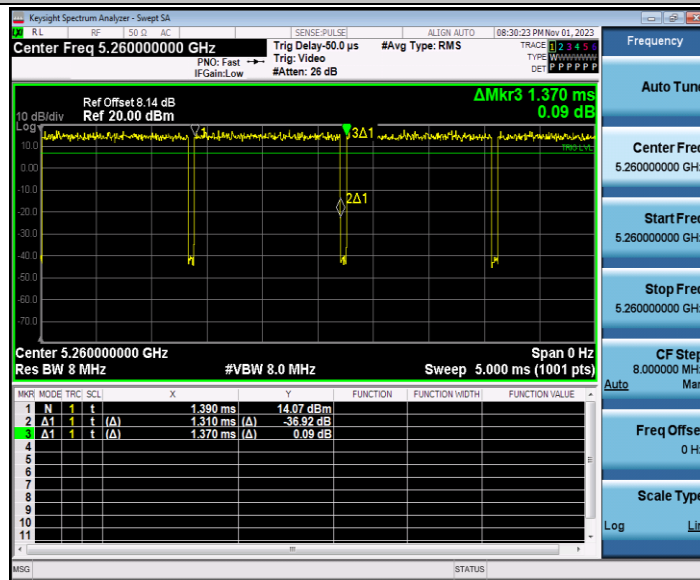 Keysight Spectrum Analyzer - Swept SA
RL RF 50 Ω AC SENSE:PULSE ALIGN AUTO 08:30:23 PM Nov 01, 2023
Center Freq 5.260000000 GHz
PNO: Fast
IFGain:Low
Trig Delay-50.0 µs
Trig: Video
#Atten: 26 dB
#Avg Type: RMS
TRACE 1 2 3 4 5 6
TYPE WWWWWW
DET P P P P P P
ΔMkr3 1.370 ms
0.09 dB
Ref Offset 8.14 dB
10 dB/div Ref 20.00 dBm
Log
1
3Δ1
TRIG LVL
10.0
0.00
-10.0
2Δ1
-20.0
-30.0
-40.0
-50.0
-60.0
-70.0
Center 5.260000000 GHz Span 0 Hz
Res BW 8 MHz #VBW 8.0 MHz Sweep 5.000 ms (1001 pts)
MKR MODE TRC SCL X Y FUNCTION FUNCTION WIDTH FUNCTION VALUE
1 N 1 t 1.390 ms 14.07 dBm
2 Δ1 1 t (Δ) 1.310 ms (Δ) -36.92 dB
3 Δ1 1 t (Δ) 1.370 ms (Δ) 0.09 dB
4
5
6
7
8
9
10
11
MSG STATUS
Frequency
Auto Tune
Center Freq
5.260000000 GHz
Start Freq
5.260000000 GHz
Stop Freq
5.260000000 GHz
CF Step
8.000000 MHz
Auto Man
Freq Offset
0 Hz
Scale Type
Log Lin